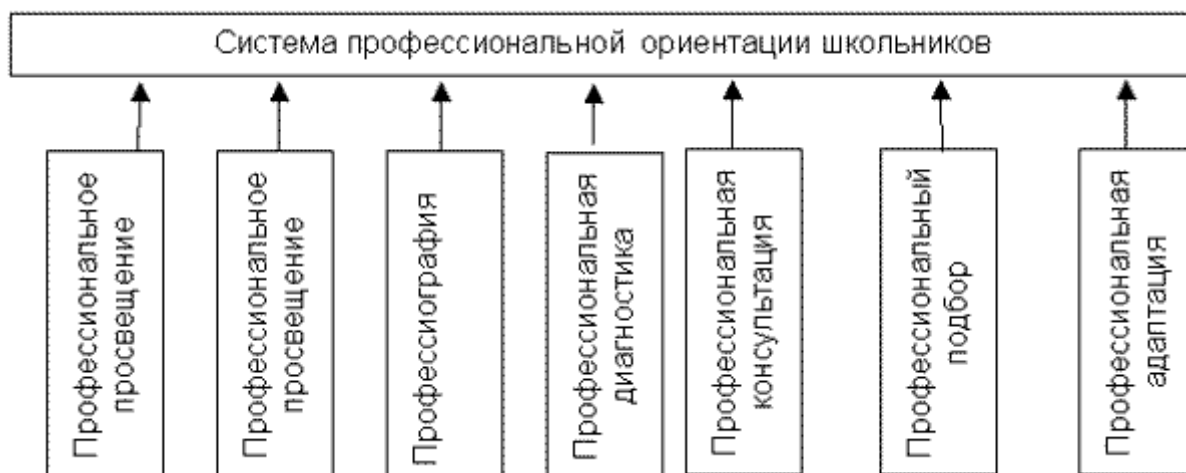 Система профессиональной ориентации школьников
Профессиональное
просвещение
Профессиональное
просвещение
Профессиография
Профессиональная
диагностика
Профессиональная
консультация
Профессиональный
подбор
Профессиональная
адаптация